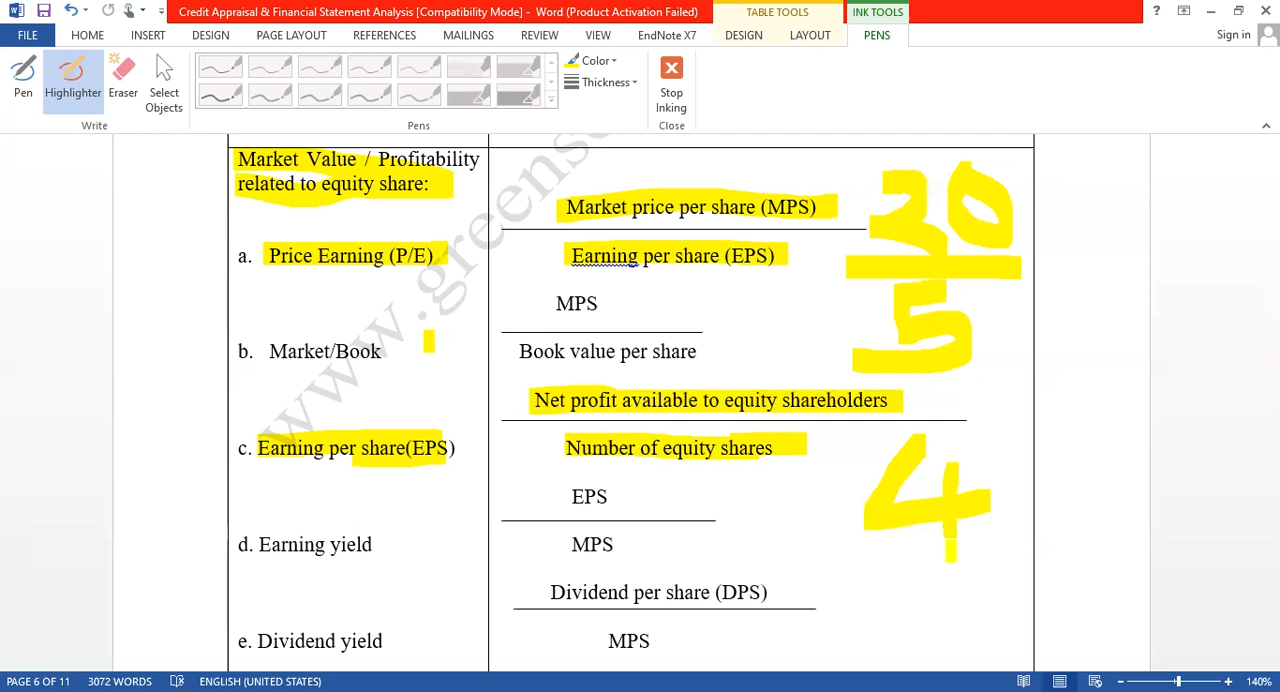 Credit Appraisal & Financial Statement Analysis [Compatibility Mode] - Word (Product Activation Failed)
TABLE TOOLS
INK TOOLS
?
FILE HOME INSERT DESIGN PAGE LAYOUT REFERENCES MAILINGS REVIEW VIEW EndNote X7 DESIGN LAYOUT PENS
Sign in
Pen Highlighter Eraser Select Objects
Color
Thickness
Stop Inking
Write Pens Close
Market Value / Profitability
related to equity share:
Market price per share (MPS)
20
a. Price Earning (P/E)
Earning per share (EPS)
MPS
5
b. Market/Book
Book value per share
Net profit available to equity shareholders
c. Earning per share(EPS)
Number of equity shares
4
EPS
d. Earning yield
MPS
Dividend per share (DPS)
e. Dividend yield
MPS
www.greens
PAGE 6 OF 11 3072 WORDS ENGLISH (UNITED STATES) 140%